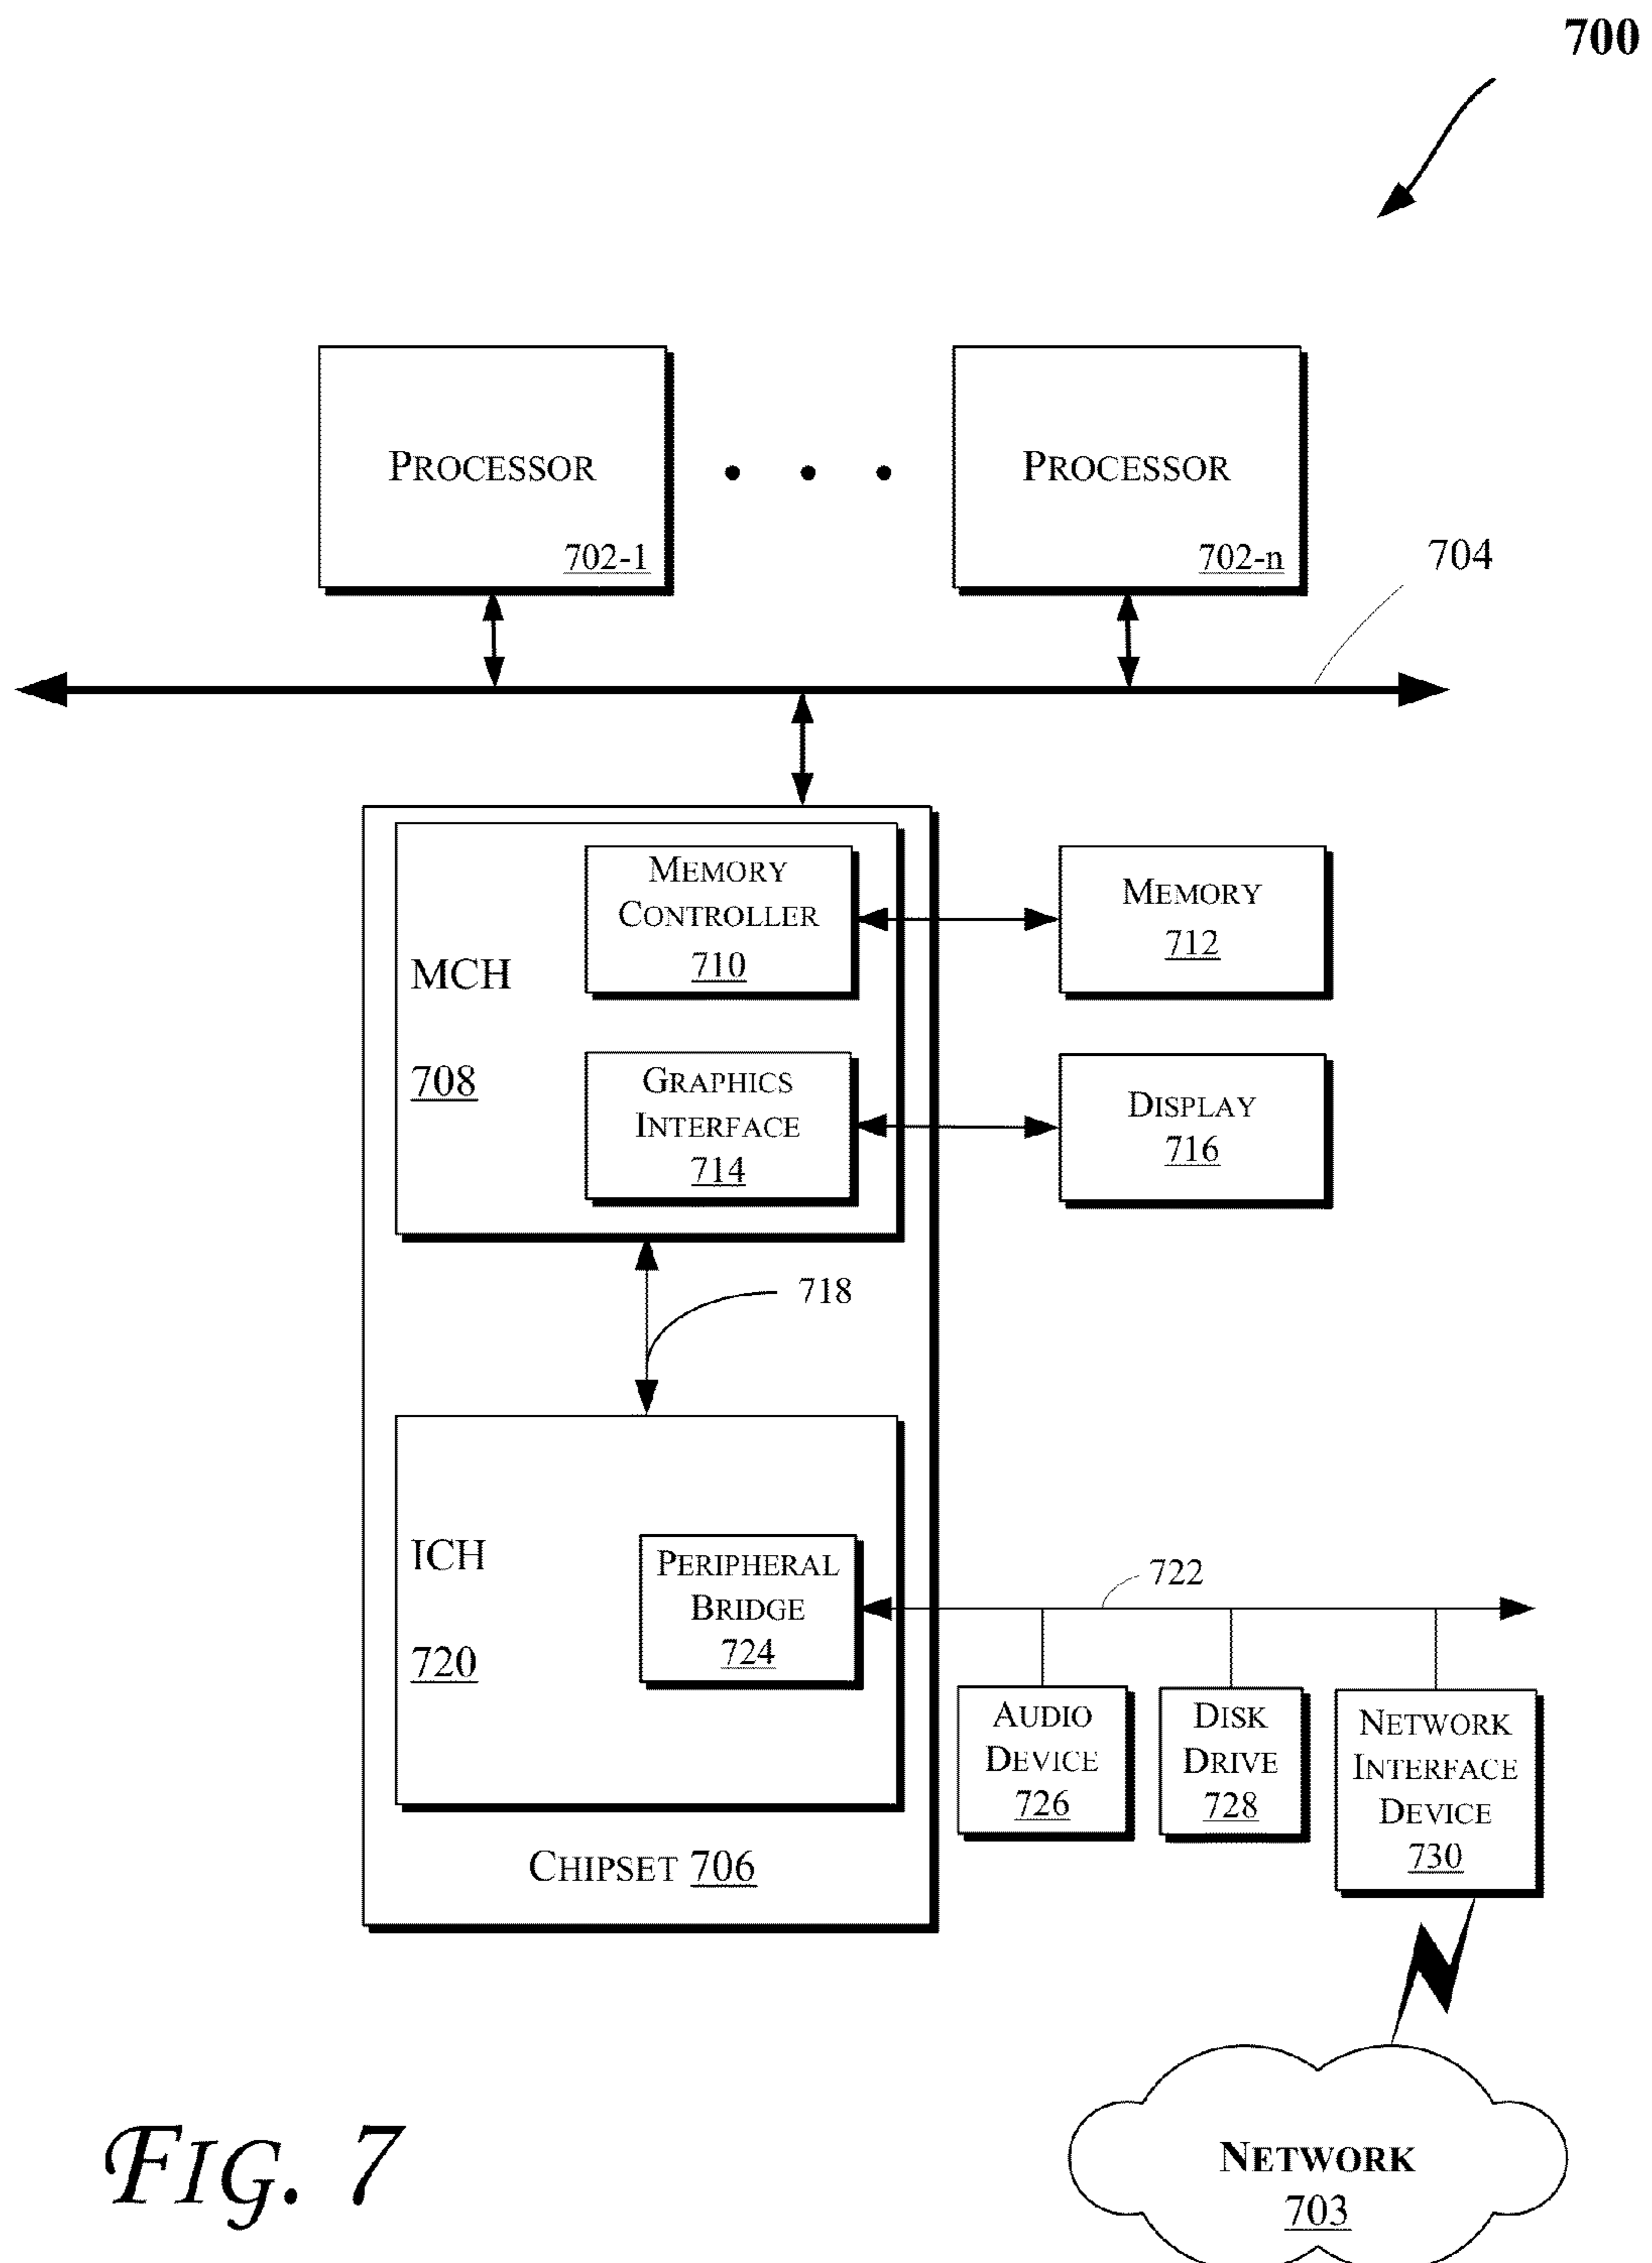 700
PROCESSOR
702-1
PROCESSOR
702-n
704
MEMORY
CONTROLLER
710
MEMORY
712
MCH
708
GRAPHICS
INTERFACE
714
DISPLAY
716
718
ICH
720
PERIPHERAL
BRIDGE
724
722
AUDIO
DEVICE
726
DISK
DRIVE
728
NETWORK
INTERFACE
DEVICE
730
CHIPSET 706
NETWORK
703
FIG. 7